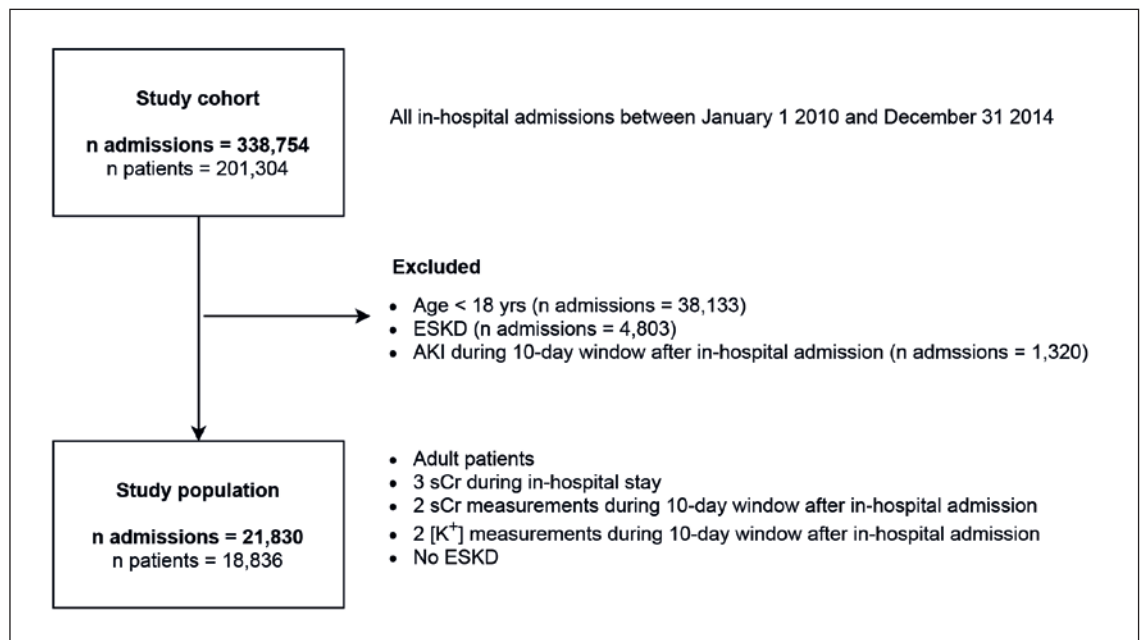 Study cohort
n admissions = 338,754
n patients = 201,304
All in-hospital admissions between January 1 2010 and December 31 2014
Excluded
• Age < 18 yrs (n admissions = 38,133)
• ESKD (n admissions = 4,803)
• AKI during 10-day window after in-hospital admission (n admssions = 1,320)
Study population
n admissions = 21,830
n patients = 18,836
• Adult patients
• 3 sCr during in-hospital stay
• 2 sCr measurements during 10-day window after in-hospital admission
• 2 [K⁺] measurements during 10-day window after in-hospital admission
• No ESKD